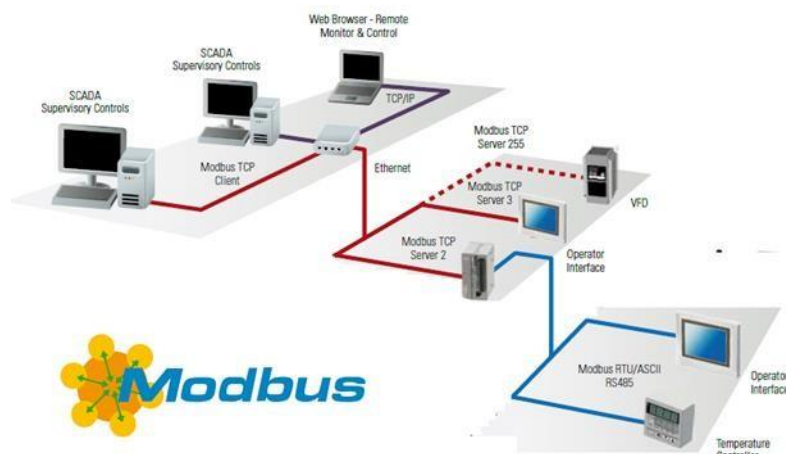 Web Browser - Remote
Monitor & Control
SCADA
Supervisory Controls
SCADA
Supervisory Controls
TCP/IP
Modbus TCP
Client
Ethernet
Modbus TCP
Server 255
Modbus TCP
Server 3
VFD
Modbus TCP
Server 2
Operator
Interface
Modbus RTU/ASCII
RS485
Operator
Interface
Temperature
Modbus